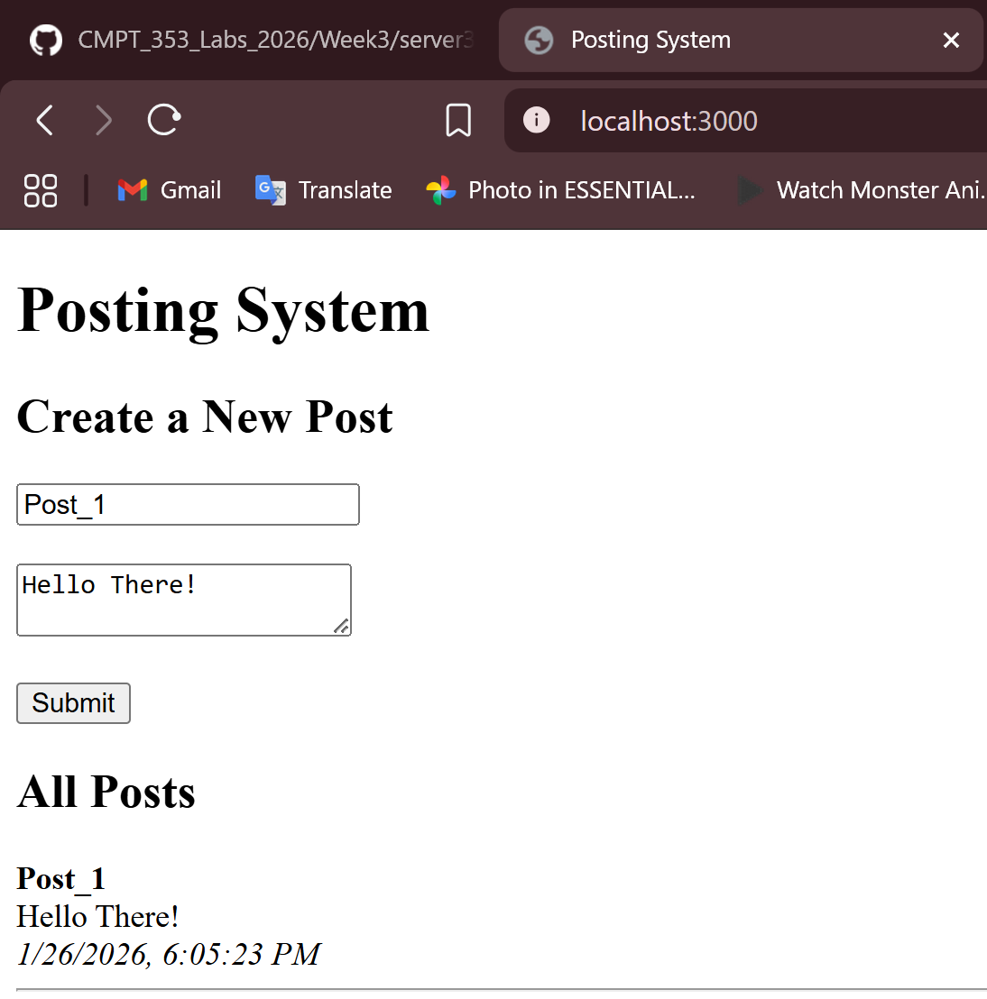 CMPT_353_Labs_2026/Week3/server3
Posting System
localhost:3000
Gmail
Translate
Photo in ESSENTIAL...
Watch Monster Ani.
Posting System
Create a New Post
Post_1
Hello There!
Submit
All Posts
Post_1
Hello There!
1/26/2026, 6:05:23 PM